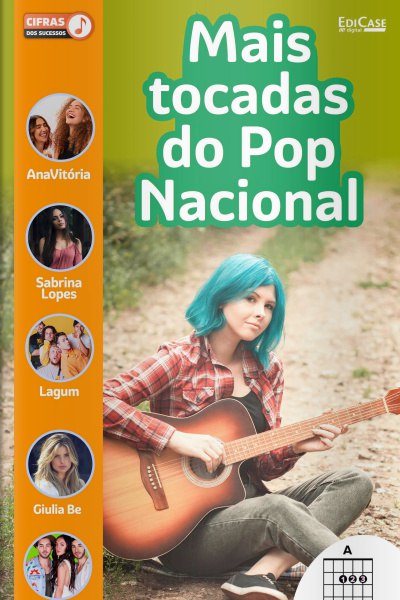 CIFRAS
DOS SUCESSOS
EDICASE
digital
Mais
tocadas
do Pop
Nacional
AnaVitória
Sabrina
Lopes
Lagum
Giulia Be
A
1 2 3